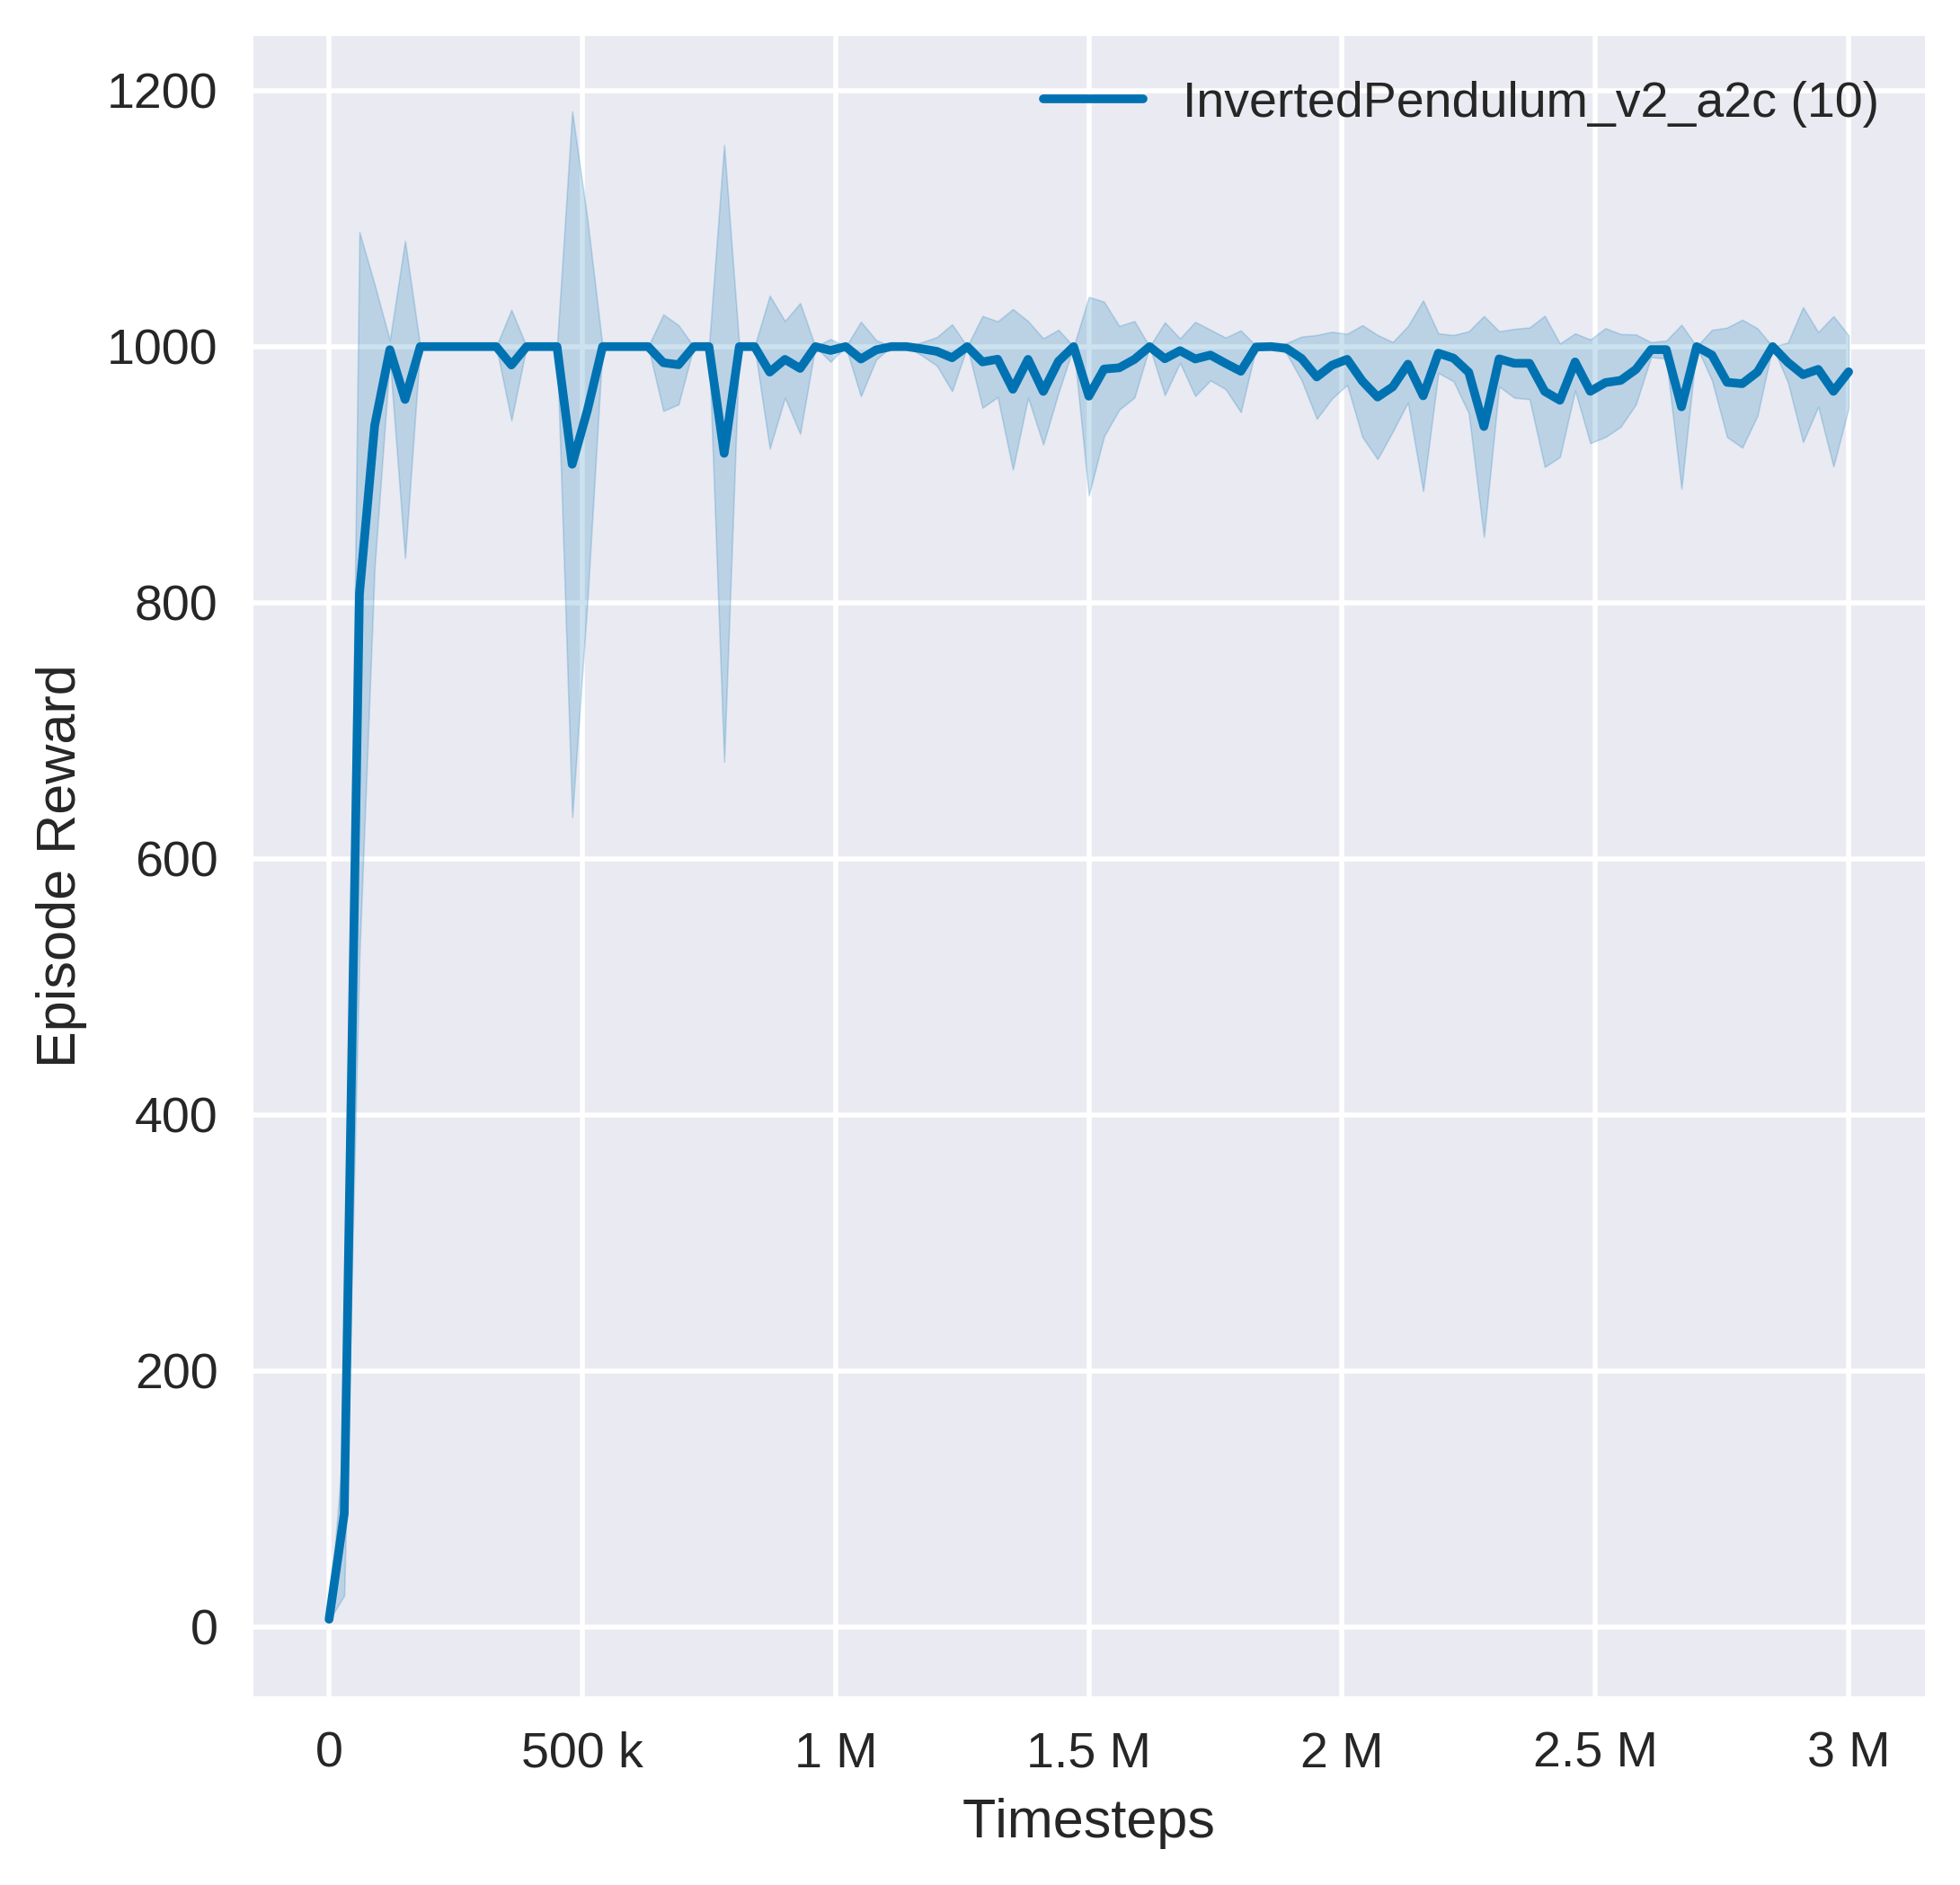 InvertedPendulum_v2_a2c (10)
1200
1000
800
600
400
200
0
Episode Reward
0
500 k
1 M
1.5 M
2 M
2.5 M
3 M
Timesteps